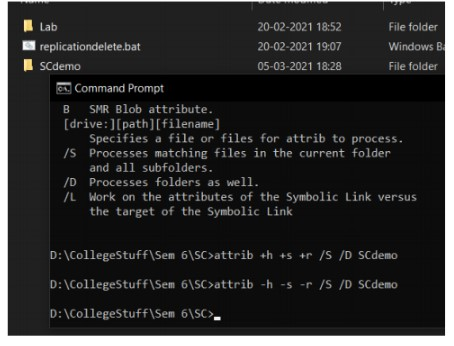 Lab 20-02-2021 18:52 File folder
replicationdelete.bat 20-02-2021 19:07 Windows Ba
SCdemo 05-03-2021 18:28 File folder
Command Prompt
B SMR Blob attribute.
[drive:][path][filename]
Specifies a file or files for attrib to process.
/S Processes matching files in the current folder
and all subfolders.
/D Processes folders as well.
/L Work on the attributes of the Symbolic Link versus
the target of the Symbolic Link
D:\CollegeStuff\Sem 6\SC>attrib +h +s +r /S /D SCdemo
D:\CollegeStuff\Sem 6\SC>attrib -h -s -r /S /D SCdemo
D:\CollegeStuff\Sem 6\SC>_